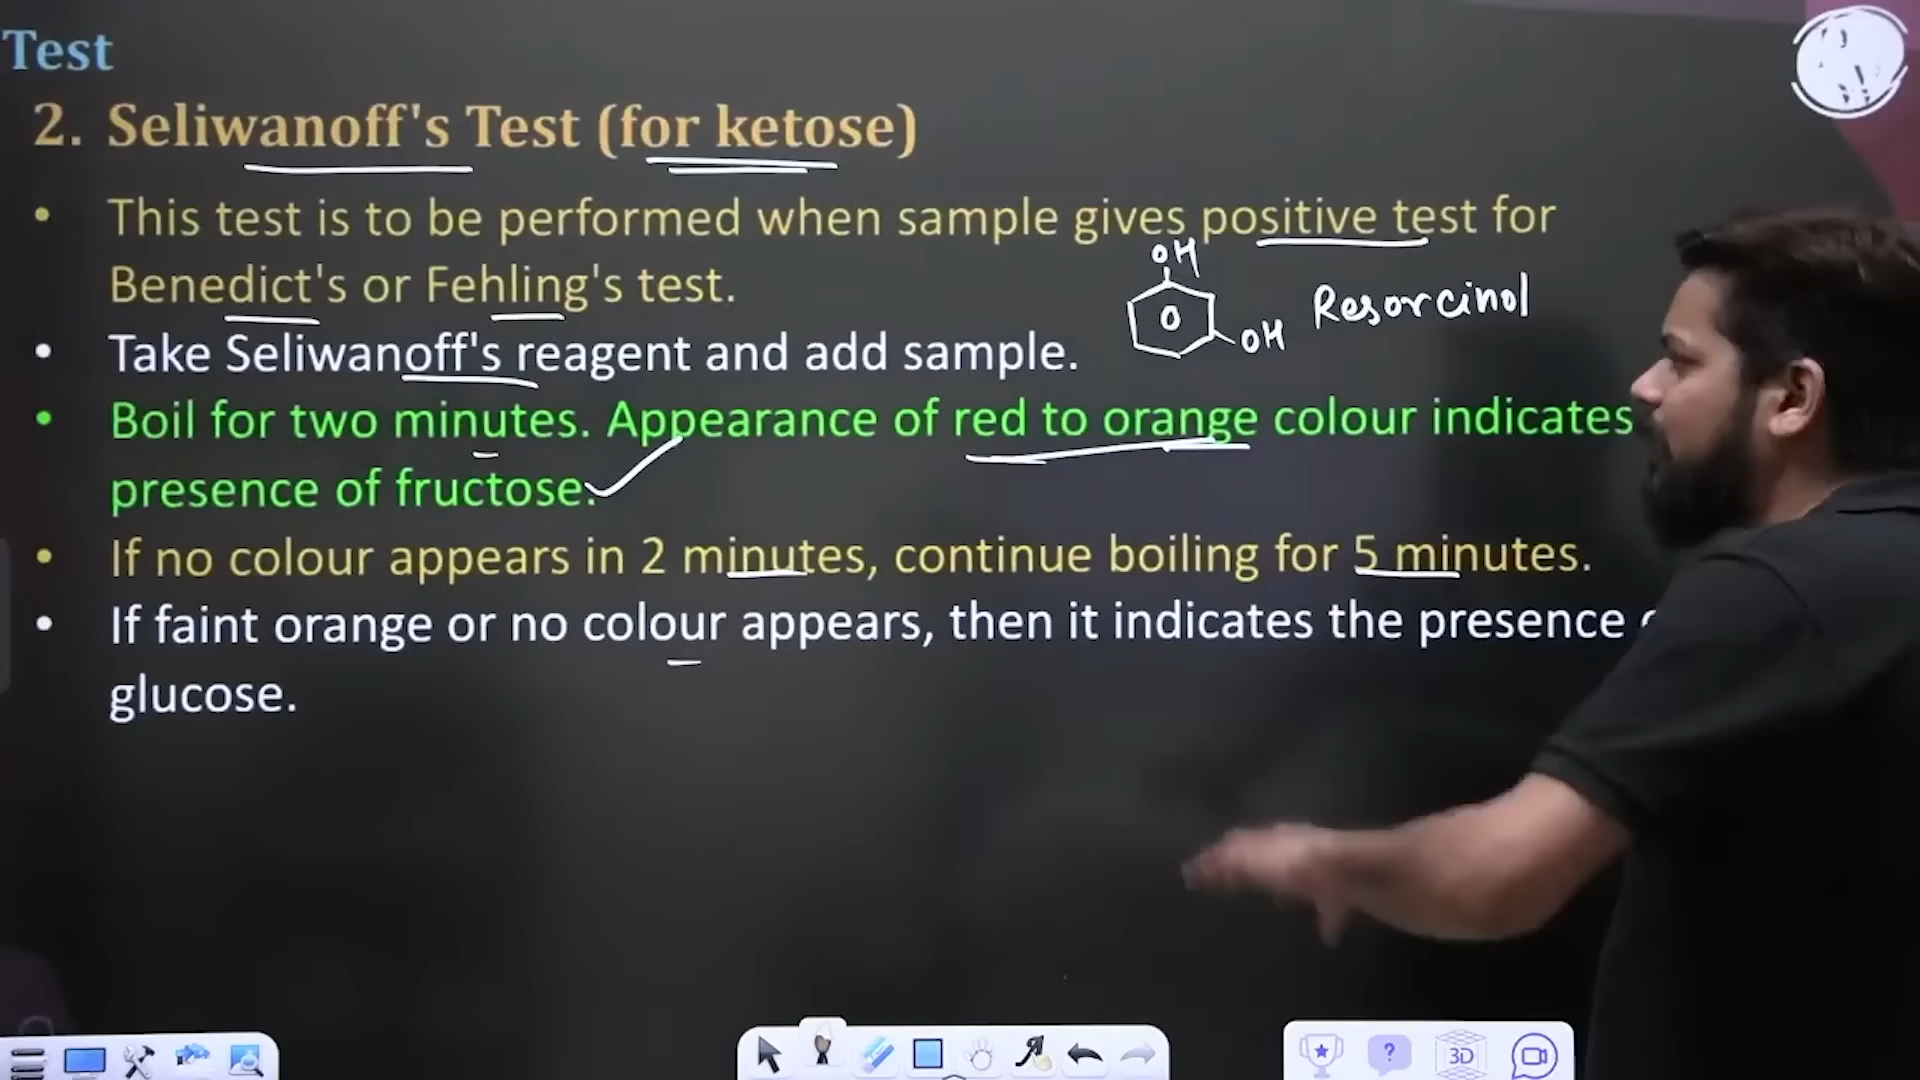 Test
2. Seliwanoff's Test (for ketose)
• This test is to be performed when sample gives positive test for
Benedict's or Fehling's test.
OH
OH
Resorcinol
• Take Seliwanoff's reagent and add sample.
• Boil for two minutes. Appearance of red to orange colour indicates
presence of fructose.
• If no colour appears in 2 minutes, continue boiling for 5 minutes.
• If faint orange or no colour appears, then it indicates the presence
glucose.
3D